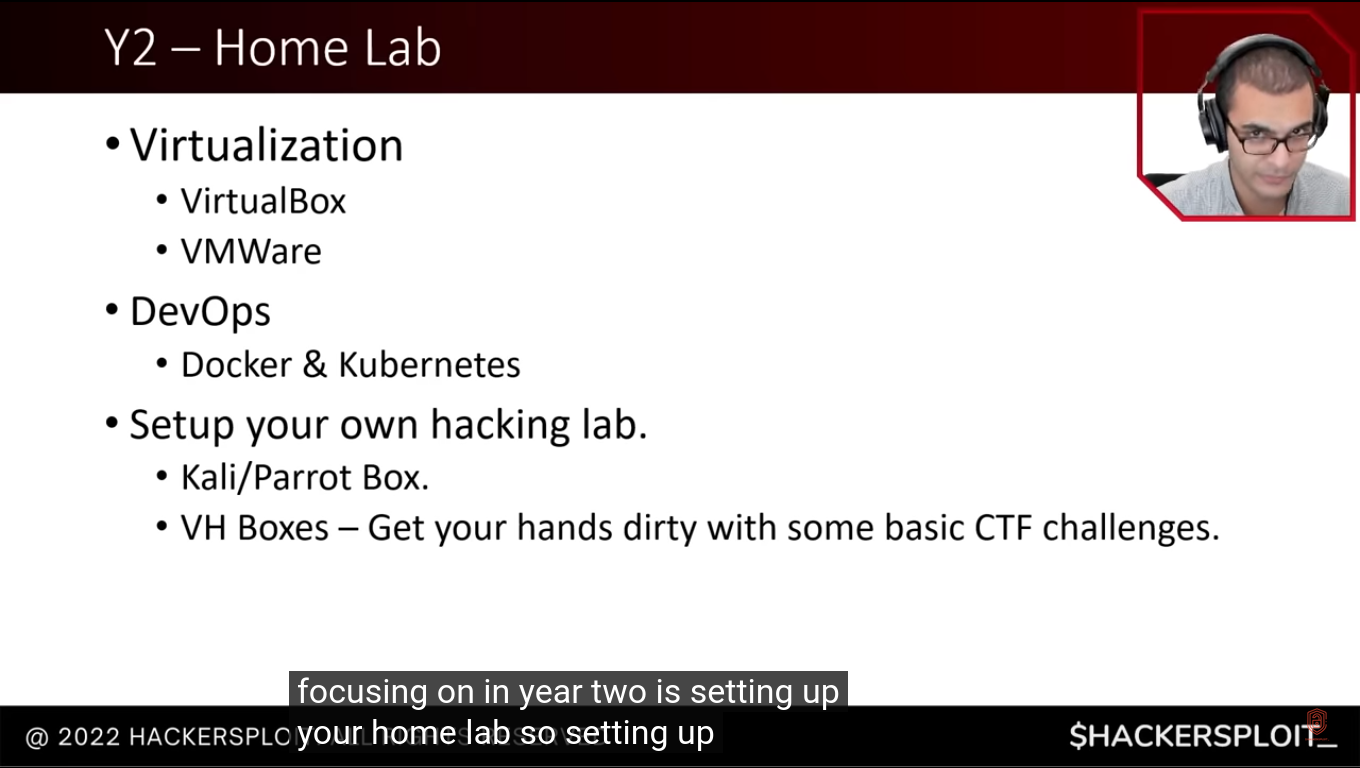 Y2 – Home Lab
• Virtualization
• VirtualBox
• VMWare
• DevOps
• Docker & Kubernetes
• Setup your own hacking lab.
• Kali/Parrot Box.
• VH Boxes – Get your hands dirty with some basic CTF challenges.
focusing on in year two is setting up
your home lab so setting up
@ 2022 HACKERSPLOIT
$HACKERSPLOIT_